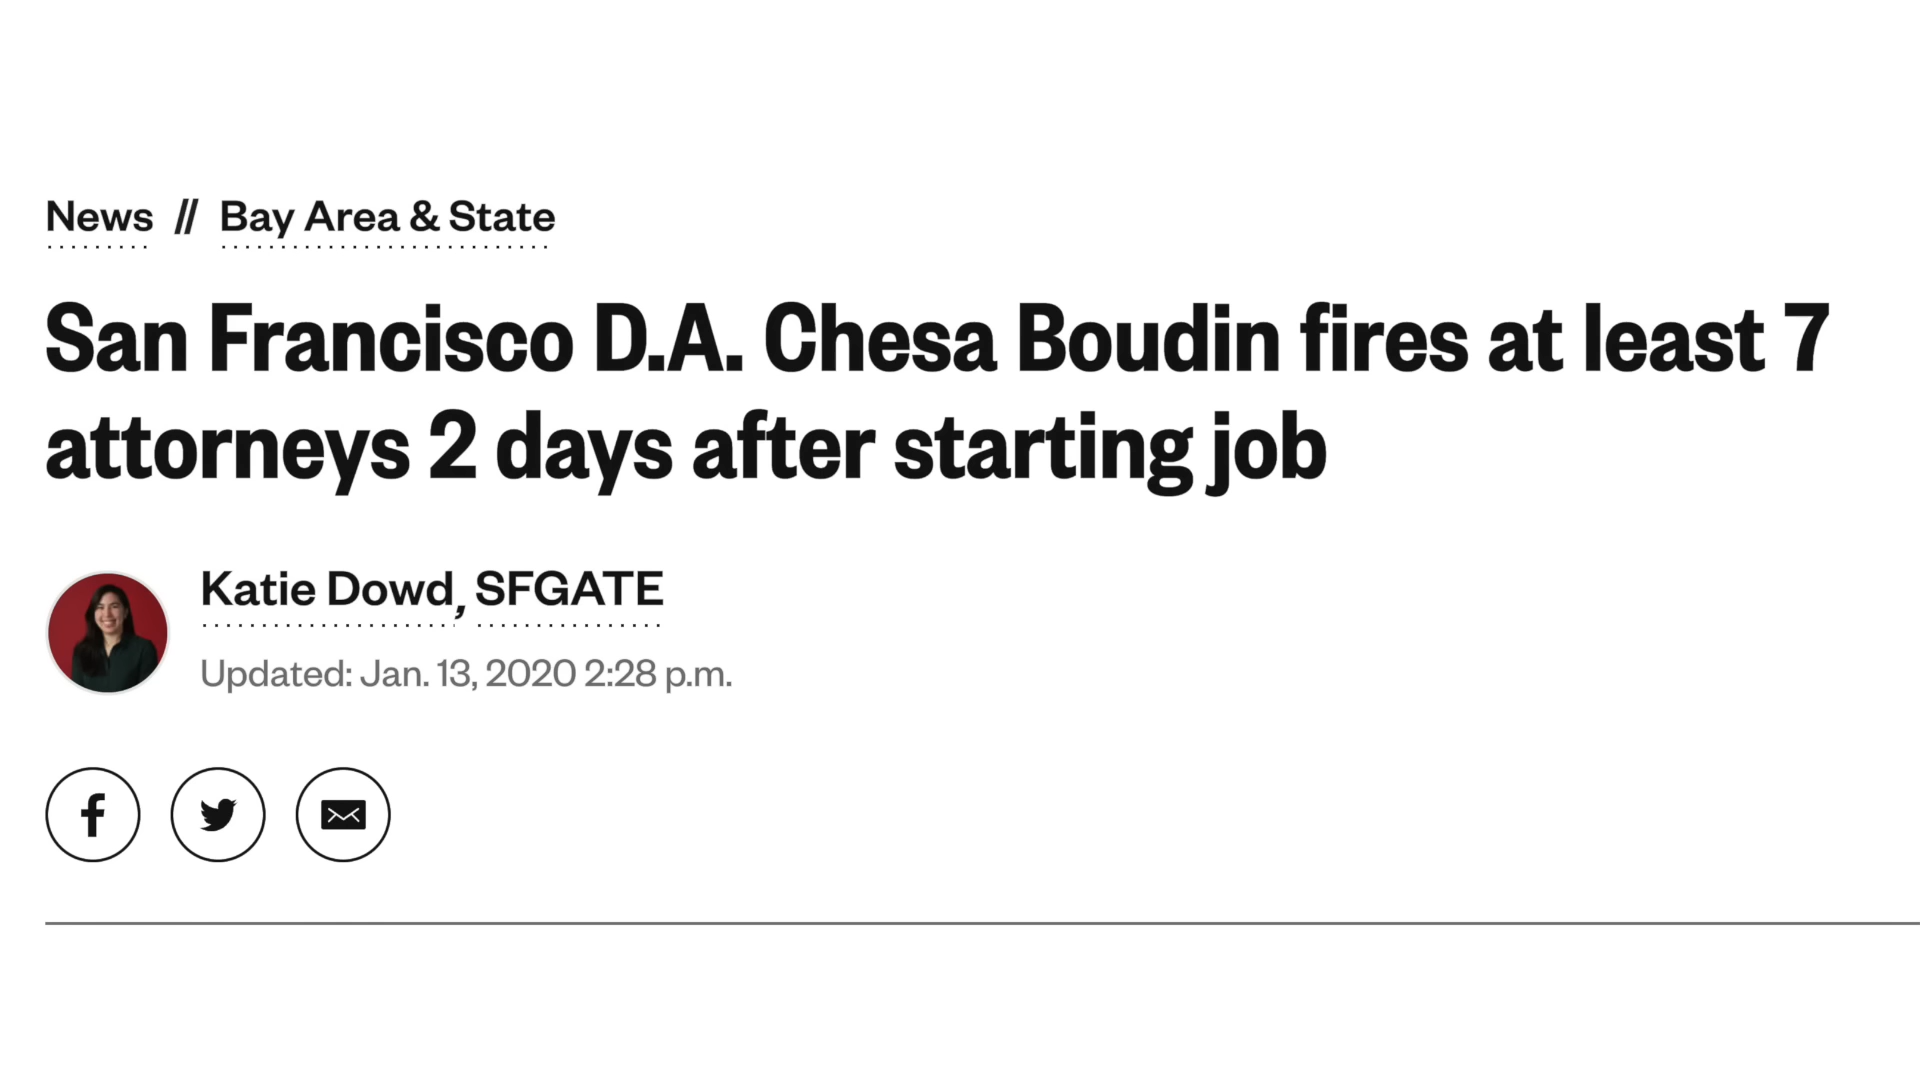 News // Bay Area & State
San Francisco D.A. Chesa Boudin fires at least 7
attorneys 2 days after starting job
Katie Dowd, SFGATE
Updated: Jan. 13, 2020 2:28 p.m.